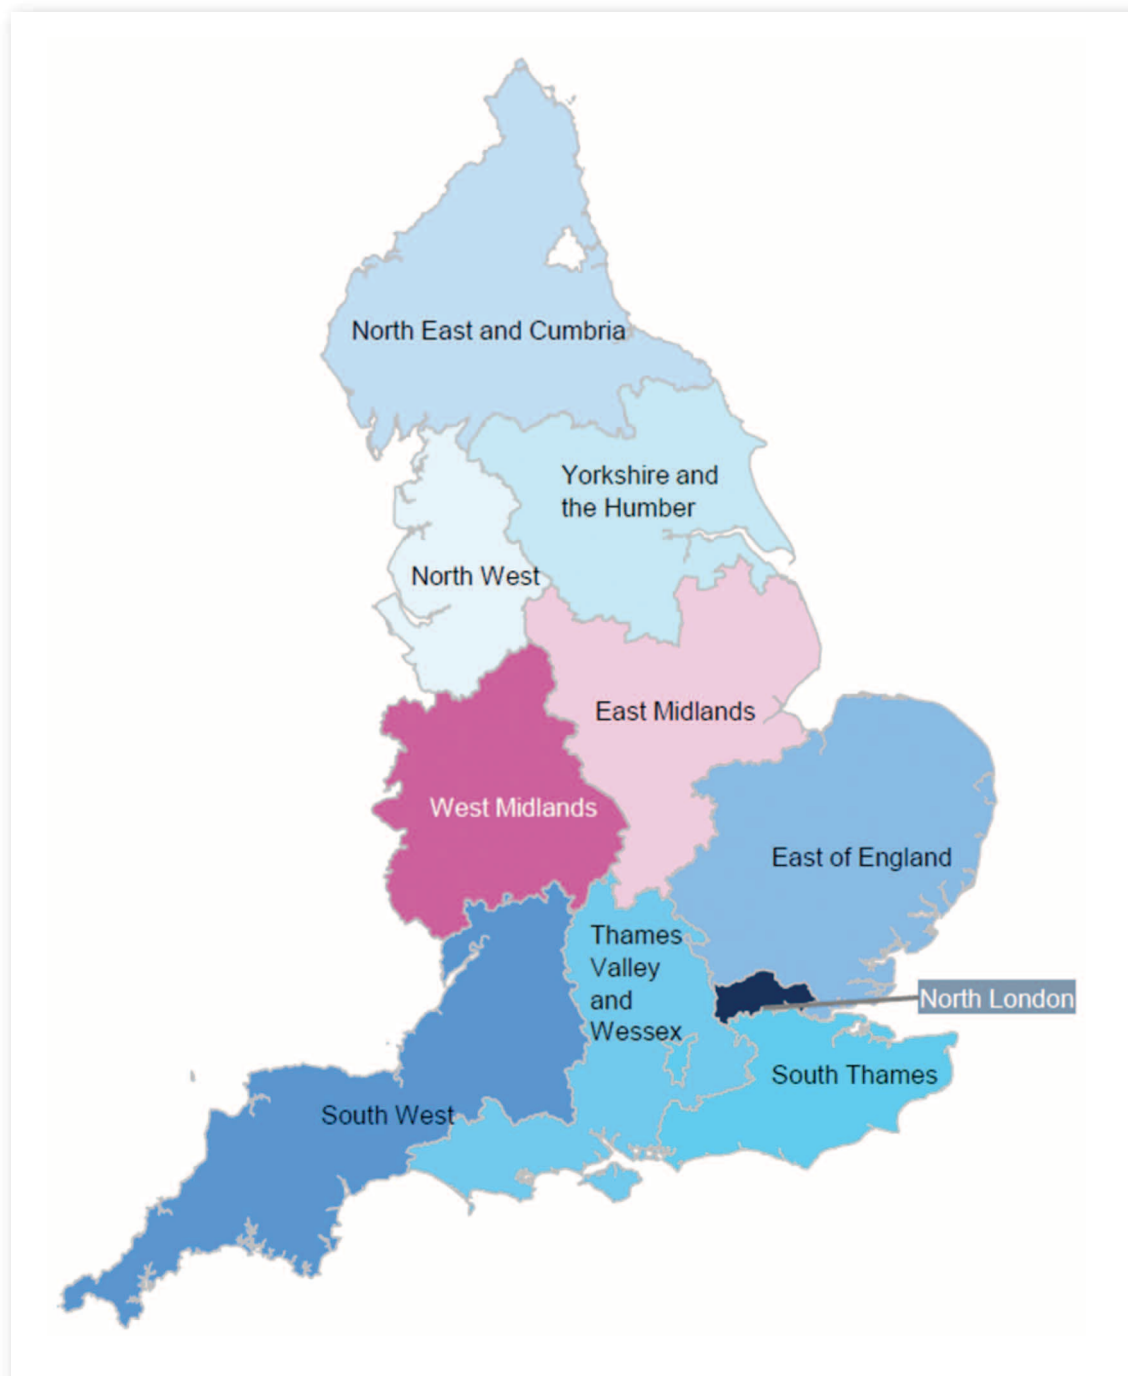 North East and Cumbria
Yorkshire and
the Humber
North West
East Midlands
West Midlands
East of England
Thames
Valley
and
Wessex
North London
South Thames
South West